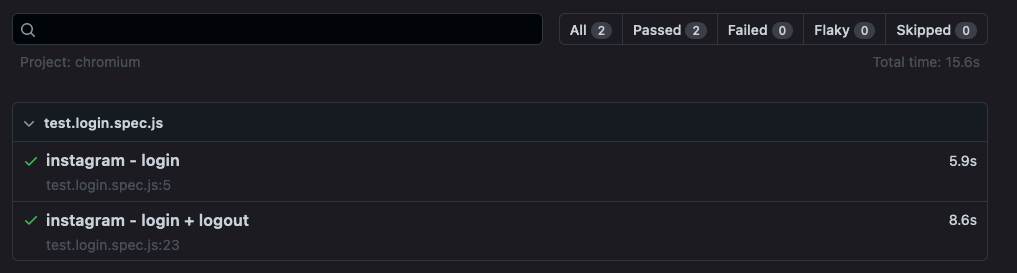 All 2 Passed 2 Failed 0 Flaky 0 Skipped 0
Project: chromium Total time: 15.6s
test.login.spec.js
instagram - login 5.9s
test.login.spec.js:5
instagram - login + logout 8.6s
test.login.spec.js:23